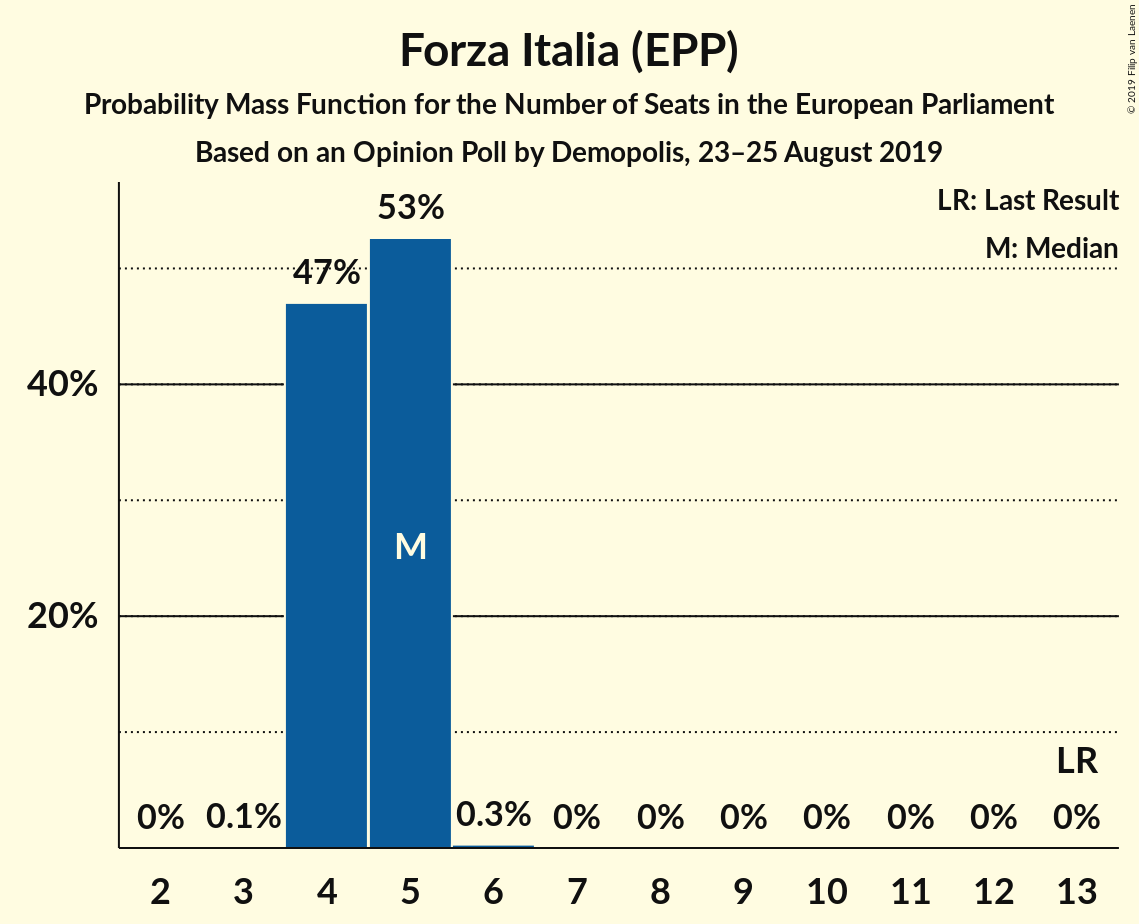 Forza Italia (EPP)
Probability Mass Function for the Number of Seats in the European Parliament
Based on an Opinion Poll by Demopolis, 23–25 August 2019
© 2019 Filip van Laenen
LR: Last Result
M: Median
53%
47%
40%
M
20%
LR
0% 0.1% 0.3% 0% 0% 0% 0% 0% 0% 0%
2 3 4 5 6 7 8 9 10 11 12 13